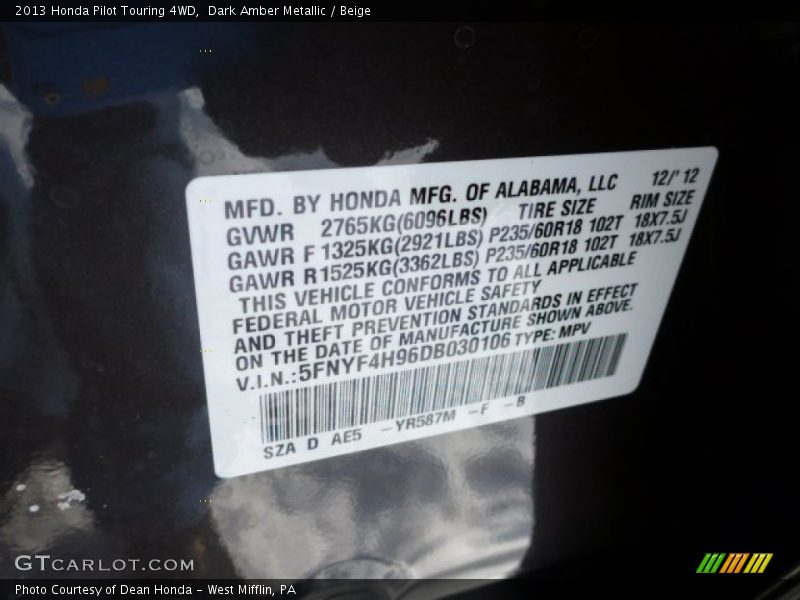 2013 Honda Pilot Touring 4WD,  Dark Amber Metallic / Beige
MFD. BY HONDA MFG. OF ALABAMA, LLC 12/' 12
GVWR 2765KG(6096LBS) TIRE SIZE RIM SIZE
GAWR F 1325KG(2921LBS) P235/60R18 102T 18X7.5J
GAWR R 1525KG(3362LBS) P235/60R18 102T 18X7.5J
THIS VEHICLE CONFORMS TO ALL APPLICABLE
FEDERAL MOTOR VEHICLE SAFETY
AND THEFT PREVENTION STANDARDS IN EFFECT
ON THE DATE OF MANUFACTURE SHOWN ABOVE.
V.I.N.:5FNYF4H96DB030106 TYPE: MPV
SZA D AE5 -YR587M -F -B
GTCARLOT.COM
Photo Courtesy of Dean Honda - West Mifflin, PA